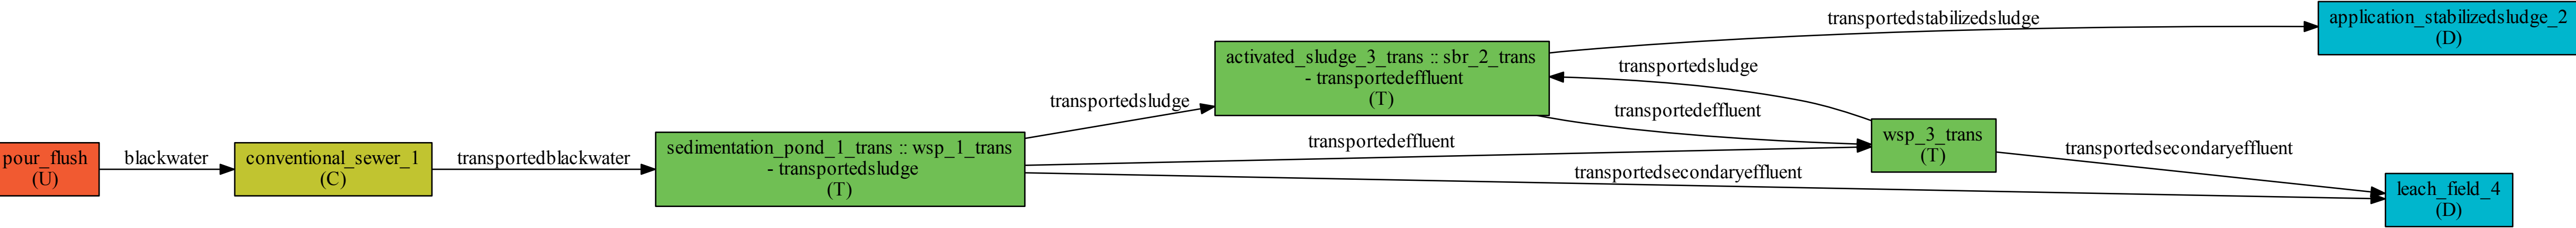 pour_flush
(U)
blackwater
conventional_sewer_1
(C)
transportedblackwater
sedimentation_pond_1_trans :: wsp_1_trans
- transportedsludge
(T)
transportedsludge
activated_sludge_3_trans :: sbr_2_trans
- transportedeffluent
(T)
transportedeffluent
transportedsecondaryeffluent
transportedsludge
transportedeffluent
wsp_3_trans
(T)
transportedstabilizedsludge
transportedsecondaryeffluent
application_stabilizedsludge_2
(D)
leach_field_4
(D)